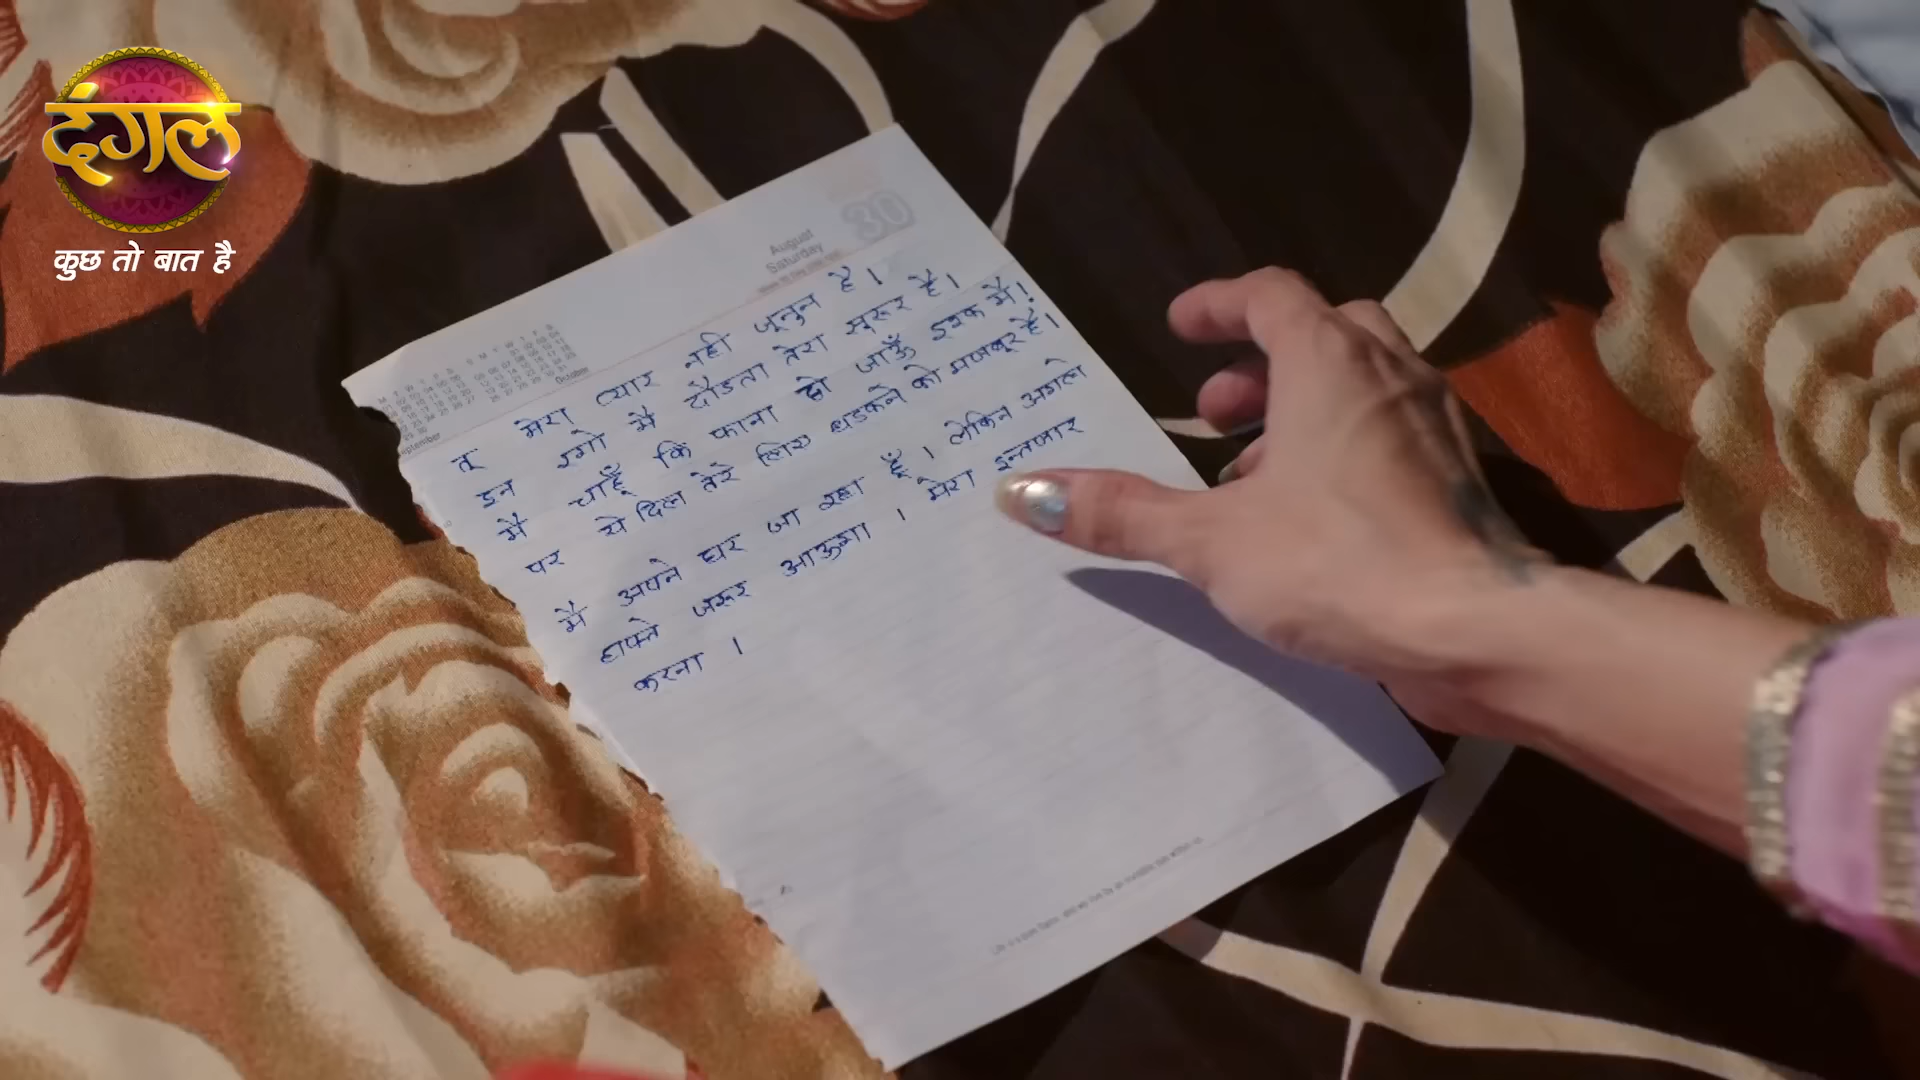 दंगल
कुछ तो बात है
30
August
Saturday
S M T W T F S
October
तू मेरा प्यार नही जूनुन है।
इन रगो मै दौडता तेरा सुरूर है।
मै चाहूँ कि फाना हो जाऊँ इश्क मै।
पर ये दिल तेरे लिए धडकने को मजबूर है।
मै अपने घर जा रहा हूँ। लेकिन अगले
हफ्ते जरूर आऊगा । मेरा इन्तजार
करना ।